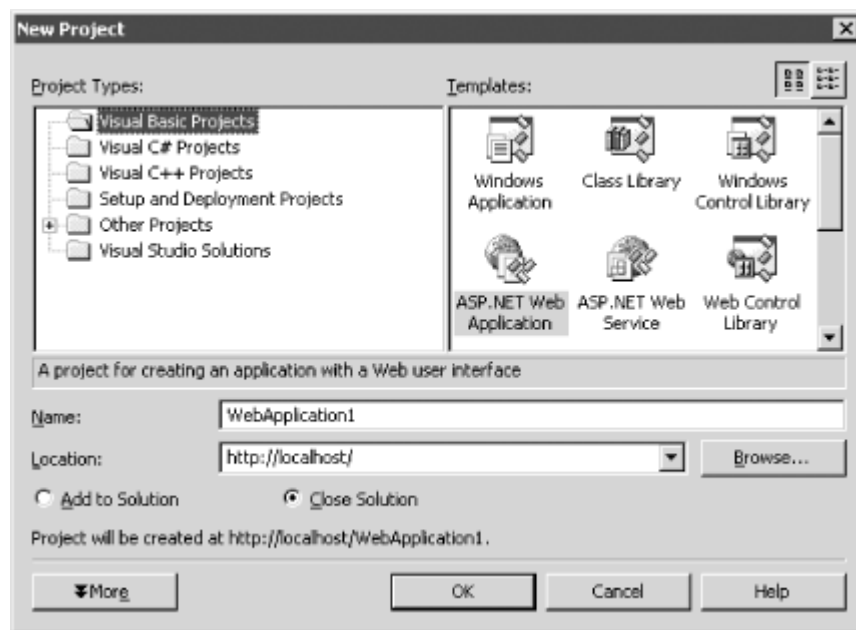 New Project
Project Types:
Templates:
Visual Basic Projects
Visual C# Projects
Visual C++ Projects
Setup and Deployment Projects
Other Projects
Visual Studio Solutions
Windows Application
Class Library
Windows Control Library
ASP.NET Web Application
ASP.NET Web Service
Web Control Library
A project for creating an application with a Web user interface
Name:
WebApplication1
Location:
http://localhost/
Browse...
Add to Solution
Close Solution
Project will be created at http://localhost/WebApplication1.
More
OK
Cancel
Help